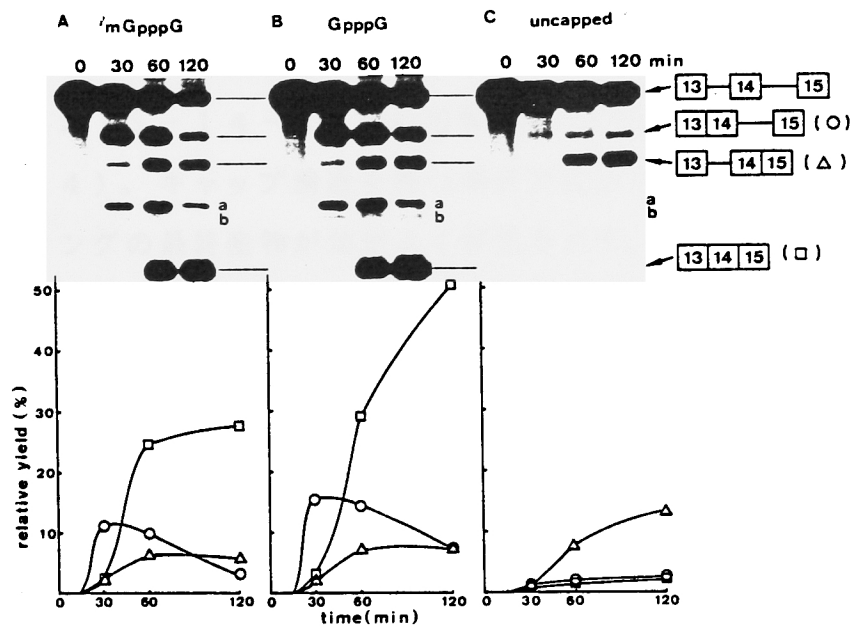 A ⁷mGpppG B GpppG C uncapped
0 30 60 120 0 30 60 120 0 30 60 120 min
13 14 15
13 14 15 (○)
13 14 15 (△)
a
b
a
b
a
b
13 14 15 (□)
50
40
30
20
10
relative yield (%)
0 30 60 120 0 30 60 120 0 30 60 120
time(min)